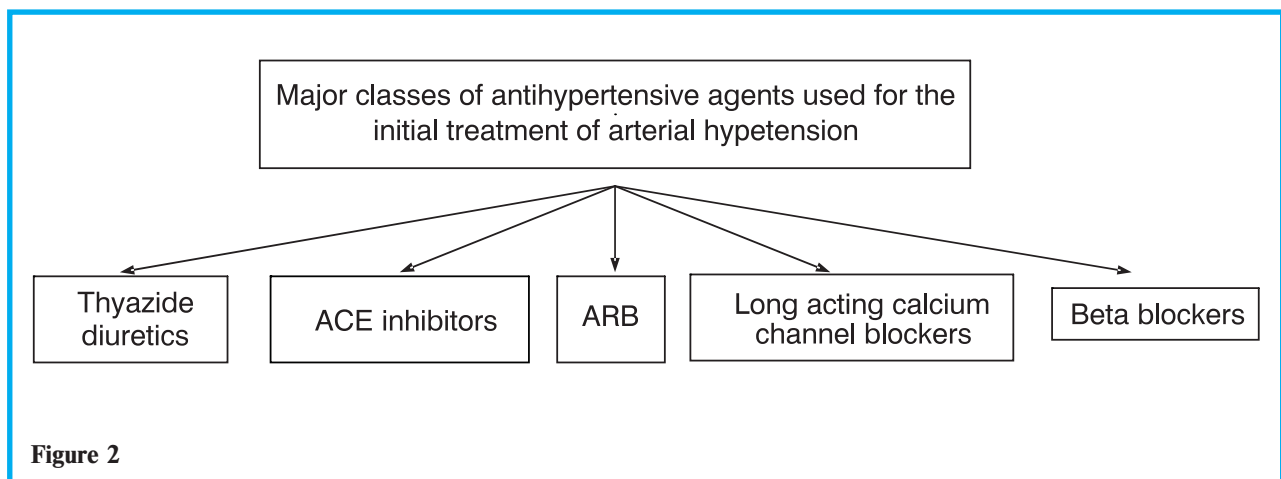 Major classes of antihypertensive agents used for the
initial treatment of arterial hypetension
Thyazide
diuretics
ACE inhibitors
ARB
Long acting calcium
channel blockers
Beta blockers
Figure 2